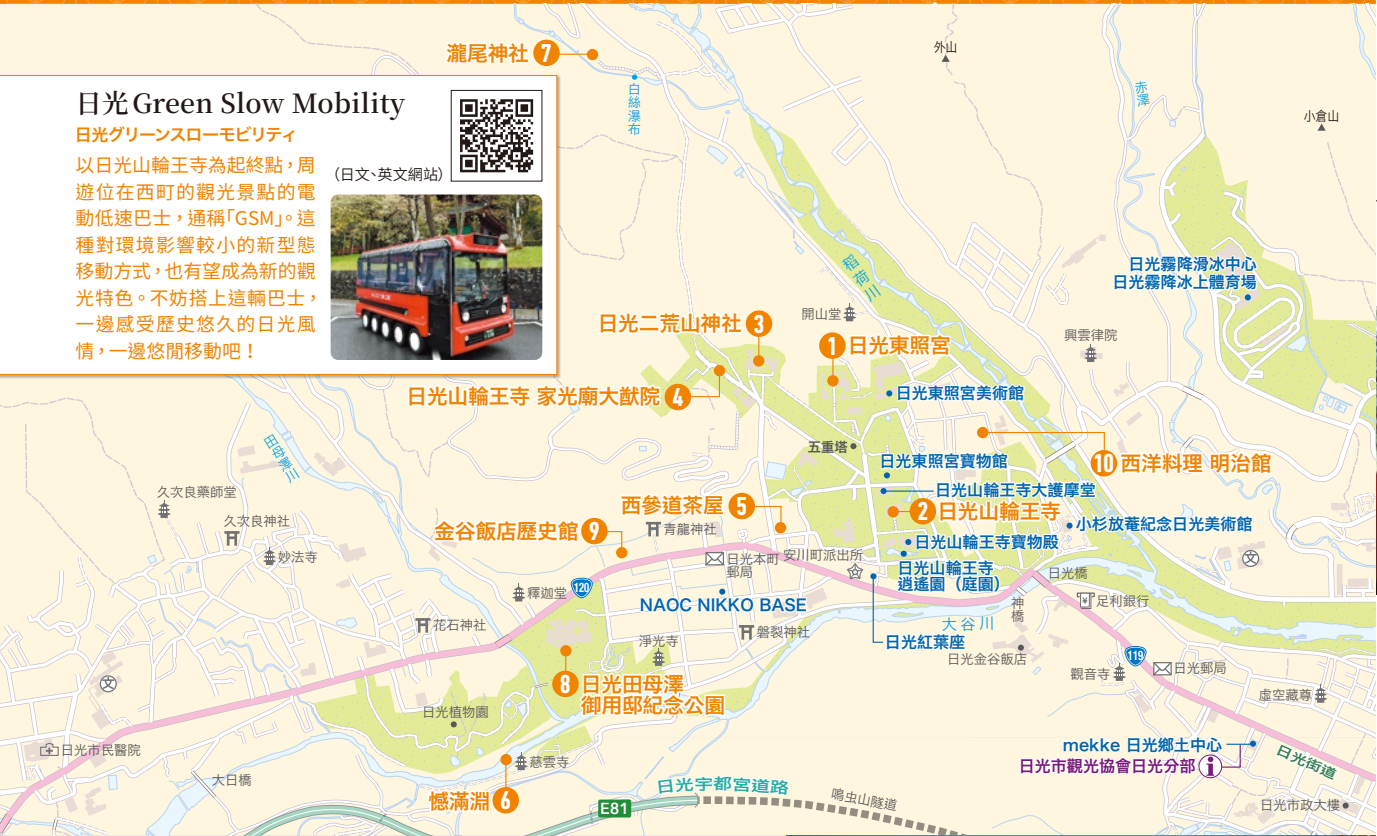 瀧尾神社 7
白絲瀑布
外山
赤澤
小倉山
日光 Green Slow Mobility
日光グリーンスローモビリティ
(日文、英文網站)
以日光山輪王寺為起終點，周
遊位在西町的觀光景點的電
動低速巴士，通稱「GSM」。這
種對環境影響較小的新型態
移動方式，也有望成為新的觀
光特色。不妨搭上這輛巴士，
一邊感受歷史悠久的日光風
情，一邊悠閒移動吧！
稻荷川
日光霧降滑冰中心
日光霧降冰上體育場
開山堂
興雲律院
日光二荒山神社 3
1 日光東照宮
日光山輪王寺 家光廟大猷院 4
日光東照宮美術館
五重塔
日光東照宮寶物館
10 西洋料理 明治館
日光山輪王寺大護摩堂
2 日光山輪王寺
小杉放菴紀念日光美術館
日光山輪王寺寶物殿
日光山輪王寺
逍遙園（庭園）
田母澤川
久次良藥師堂
久次良神社
妙法寺
西參道茶屋 5
金谷飯店歷史館 9
青龍神社
日光本町
郵局
安川町派出所
文
日光橋
神橋
足利銀行
120
釋迦堂
NAOC NIKKO BASE
花石神社
淨光寺
磐裂神社
大谷川
日光紅葉座
日光金谷飯店
119
觀音寺
日光郵局
虛空藏尊
文
8 日光田母澤
御用邸紀念公園
日光植物園
日光市民醫院
大日橋
慈雲寺
憾滿淵 6
mekke 日光鄉土中心
日光市觀光協會日光分部
日光街道
日光宇都宮道路
E81
鳴虫山隧道
日光市政大樓